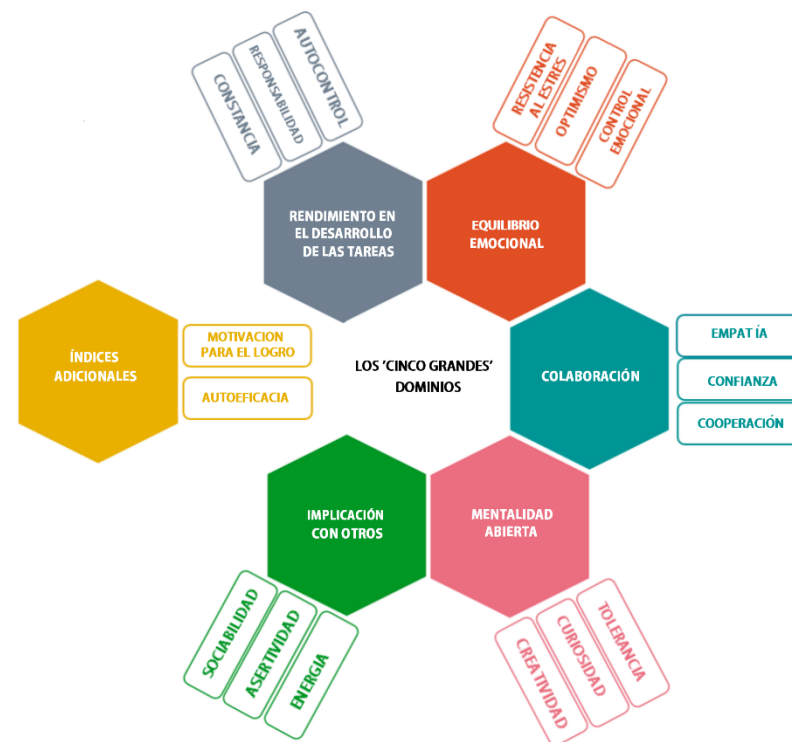 CONSTANCIA
RESPONSABILIDAD
AUTOCONTROL
RENDIMIENTO EN
EL DESARROLLO
DE LAS TAREAS
RESISTENCIA
AL ESTRES
OPTIMISMO
CONTROL
EMOCIONAL
EQUILIBRIO
EMOCIONAL
ÍNDICES
ADICIONALES
MOTIVACION
PARA EL LOGRO
AUTOEFICACIA
LOS 'CINCO GRANDES'
DOMINIOS
COLABORACIÓN
EMPAT ÍA
CONFIANZA
COOPERACIÓN
IMPLICACIÓN
CON OTROS
SOCIABILIDAD
ASERTIVIDAD
ENERGIA
MENTALIDAD
ABIERTA
CREATIVIDAD
CURIOSIDAD
TOLERANCIA